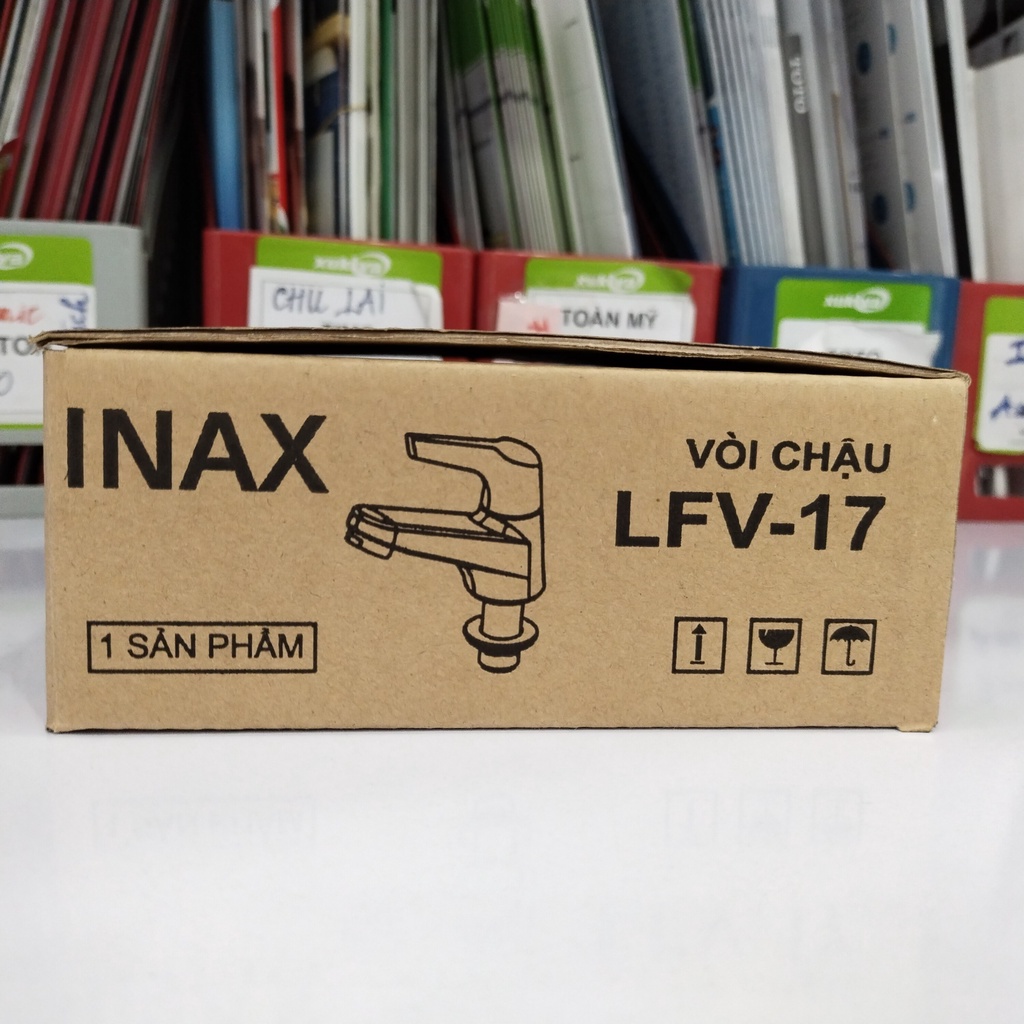 TOTO
CHU LAI
TOÀN MỸ
INAX
VÒI CHẬU
LFV-17
1 SẢN PHẨM